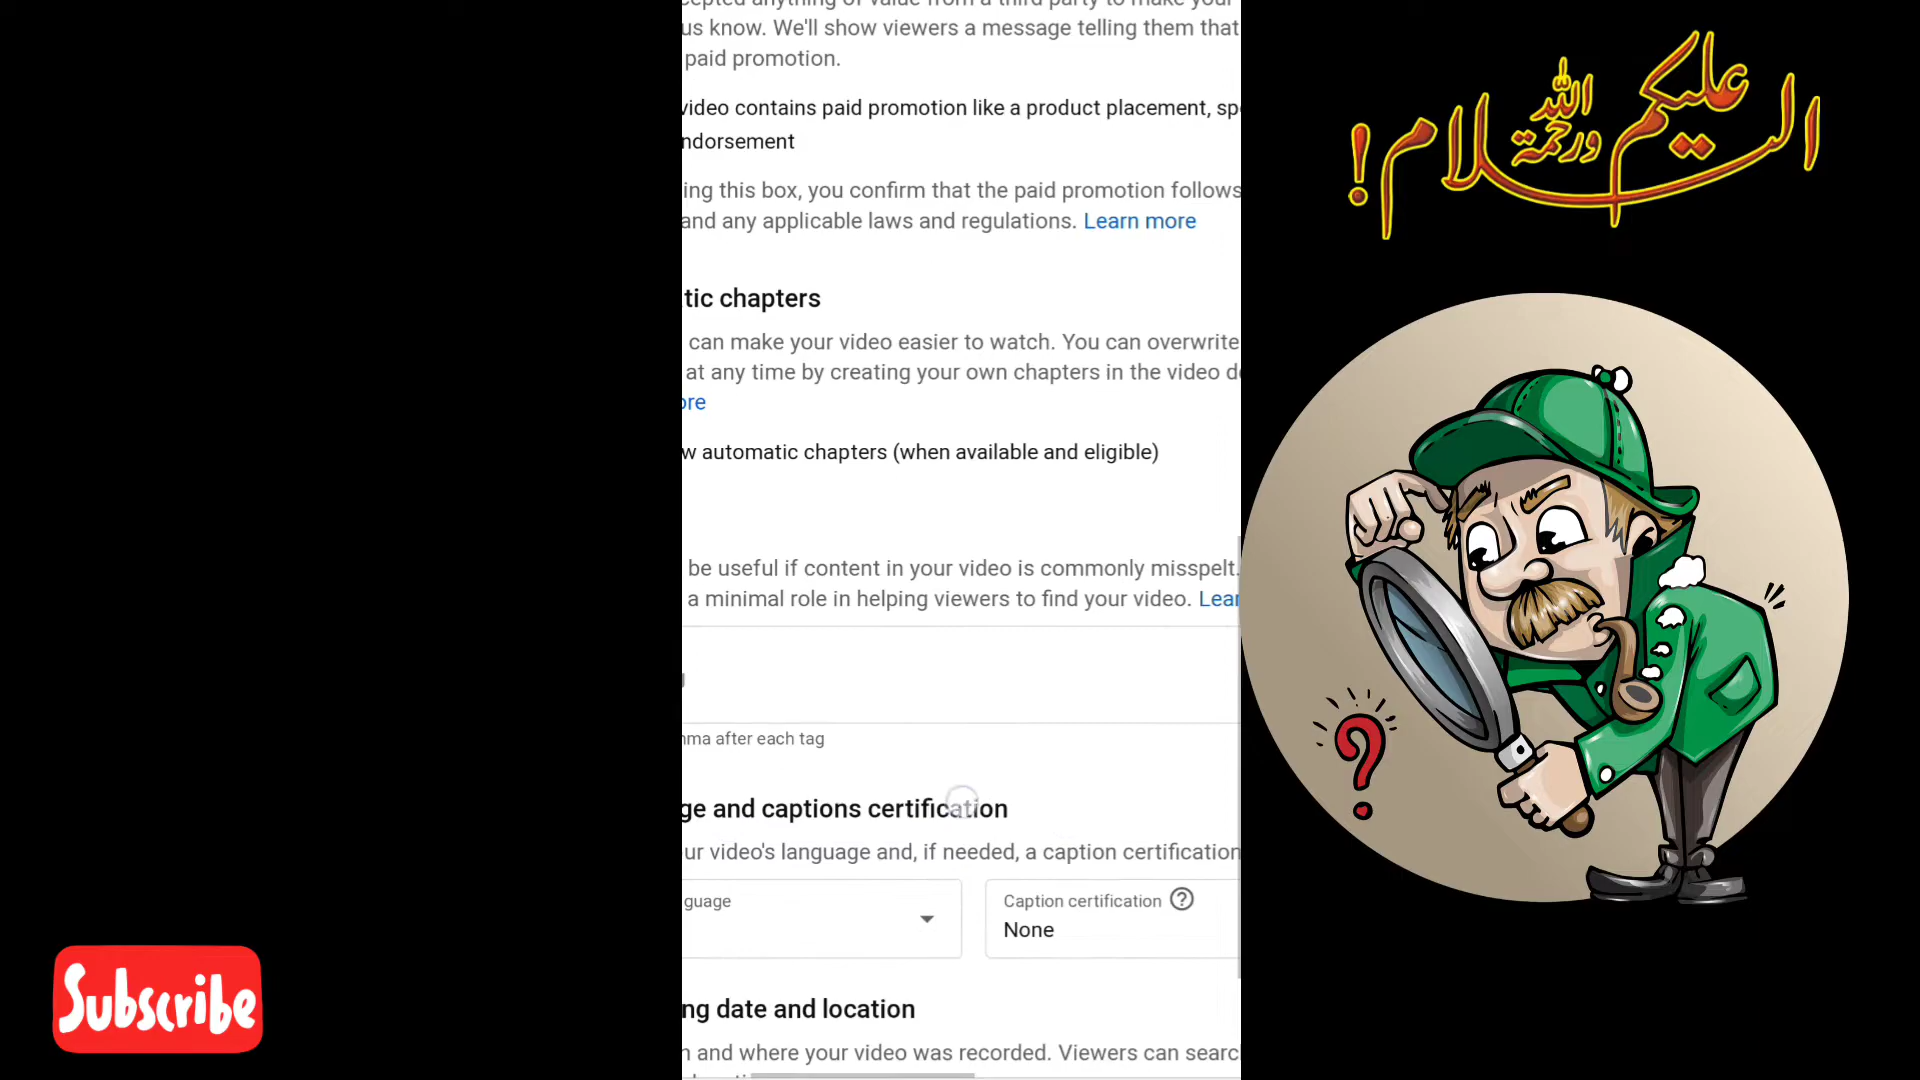 us know. We'll show viewers a message telling them that
paid promotion.
video contains paid promotion like a product placement,
ndorsement
ing this box, you confirm that the paid promotion follows
and any applicable laws and regulations. Learn more
tic chapters
can make your video easier to watch. You can overwrite
at any time by creating your own chapters in the video
ore
w automatic chapters (when available and eligible)
be useful if content in your video is commonly misspelt.
a minimal role in helping viewers to find your video. Lear
mma after each tag
ge and captions certification
ur video's language and, if needed, a caption certification
guage
Caption certification ?
None
ng date and location
n and where your video was recorded. Viewers can searc
السلام عليكم ورحمة الله !
?
Subscribe